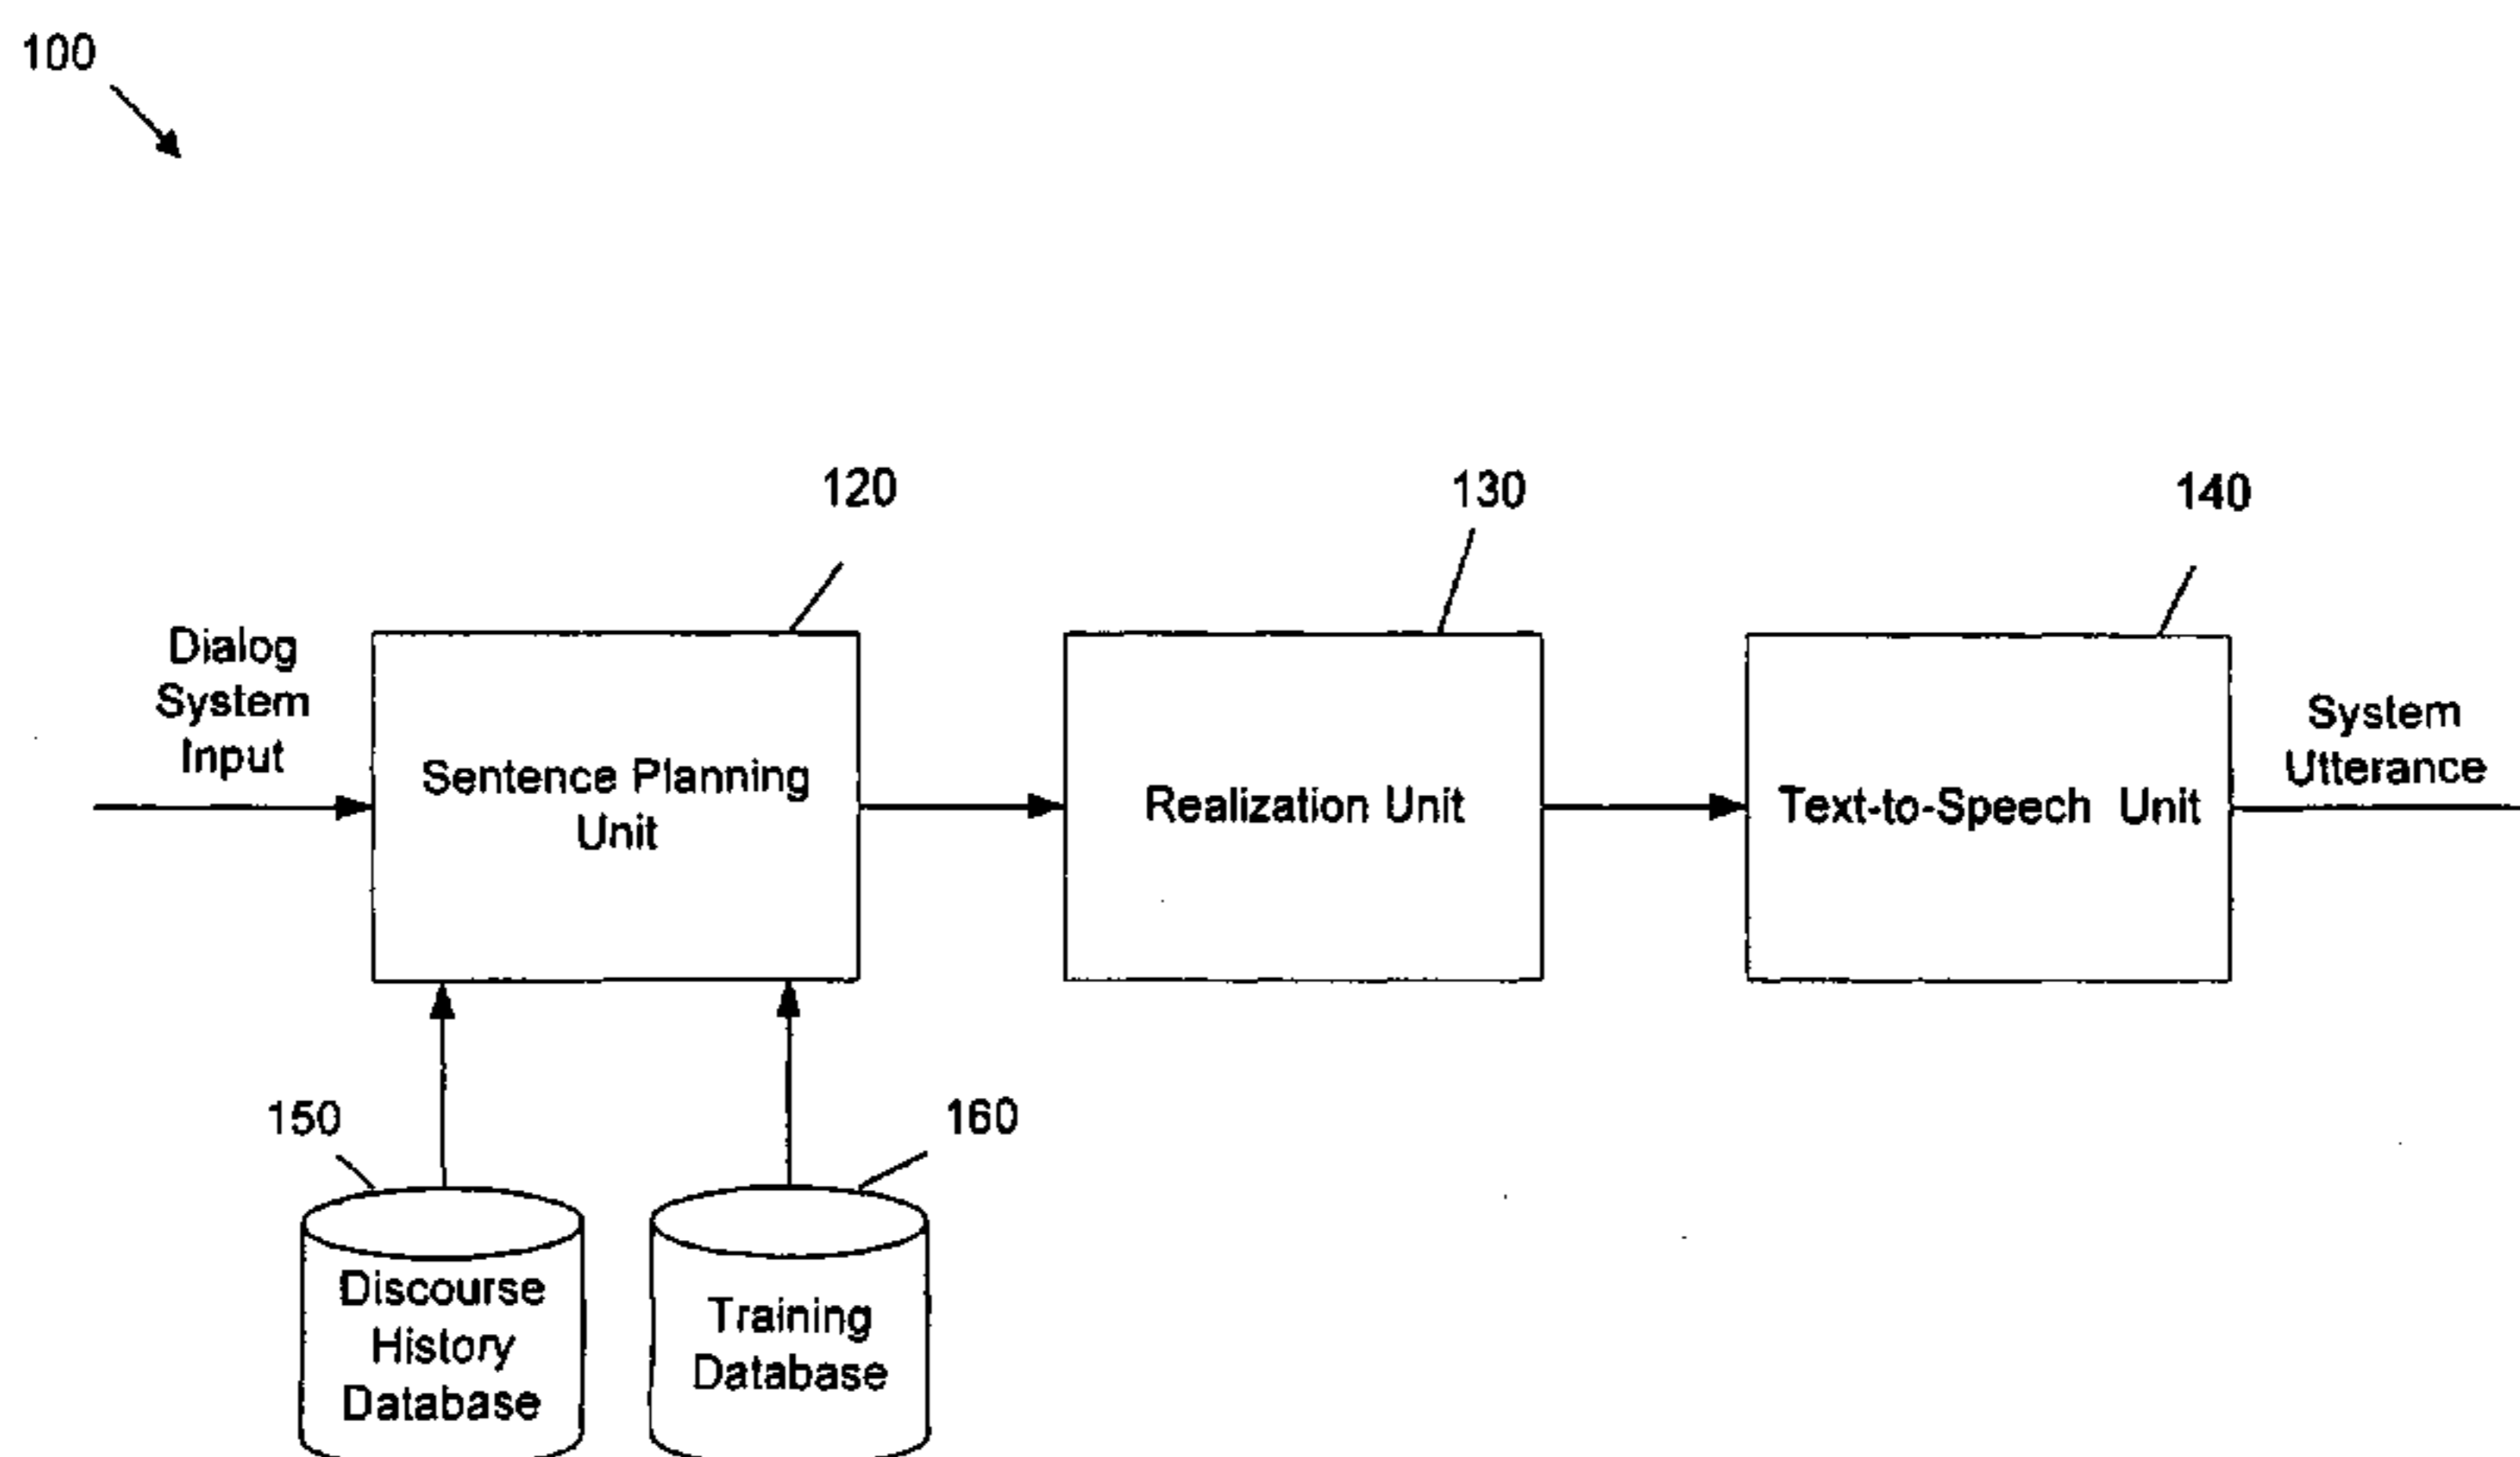 100
120
130
140
Dialog
System
Input
Sentence Planning
Unit
Realization Unit
Text-to-Speech Unit
System
Utterance
150
160
Discourse
History
Database
Training
Database